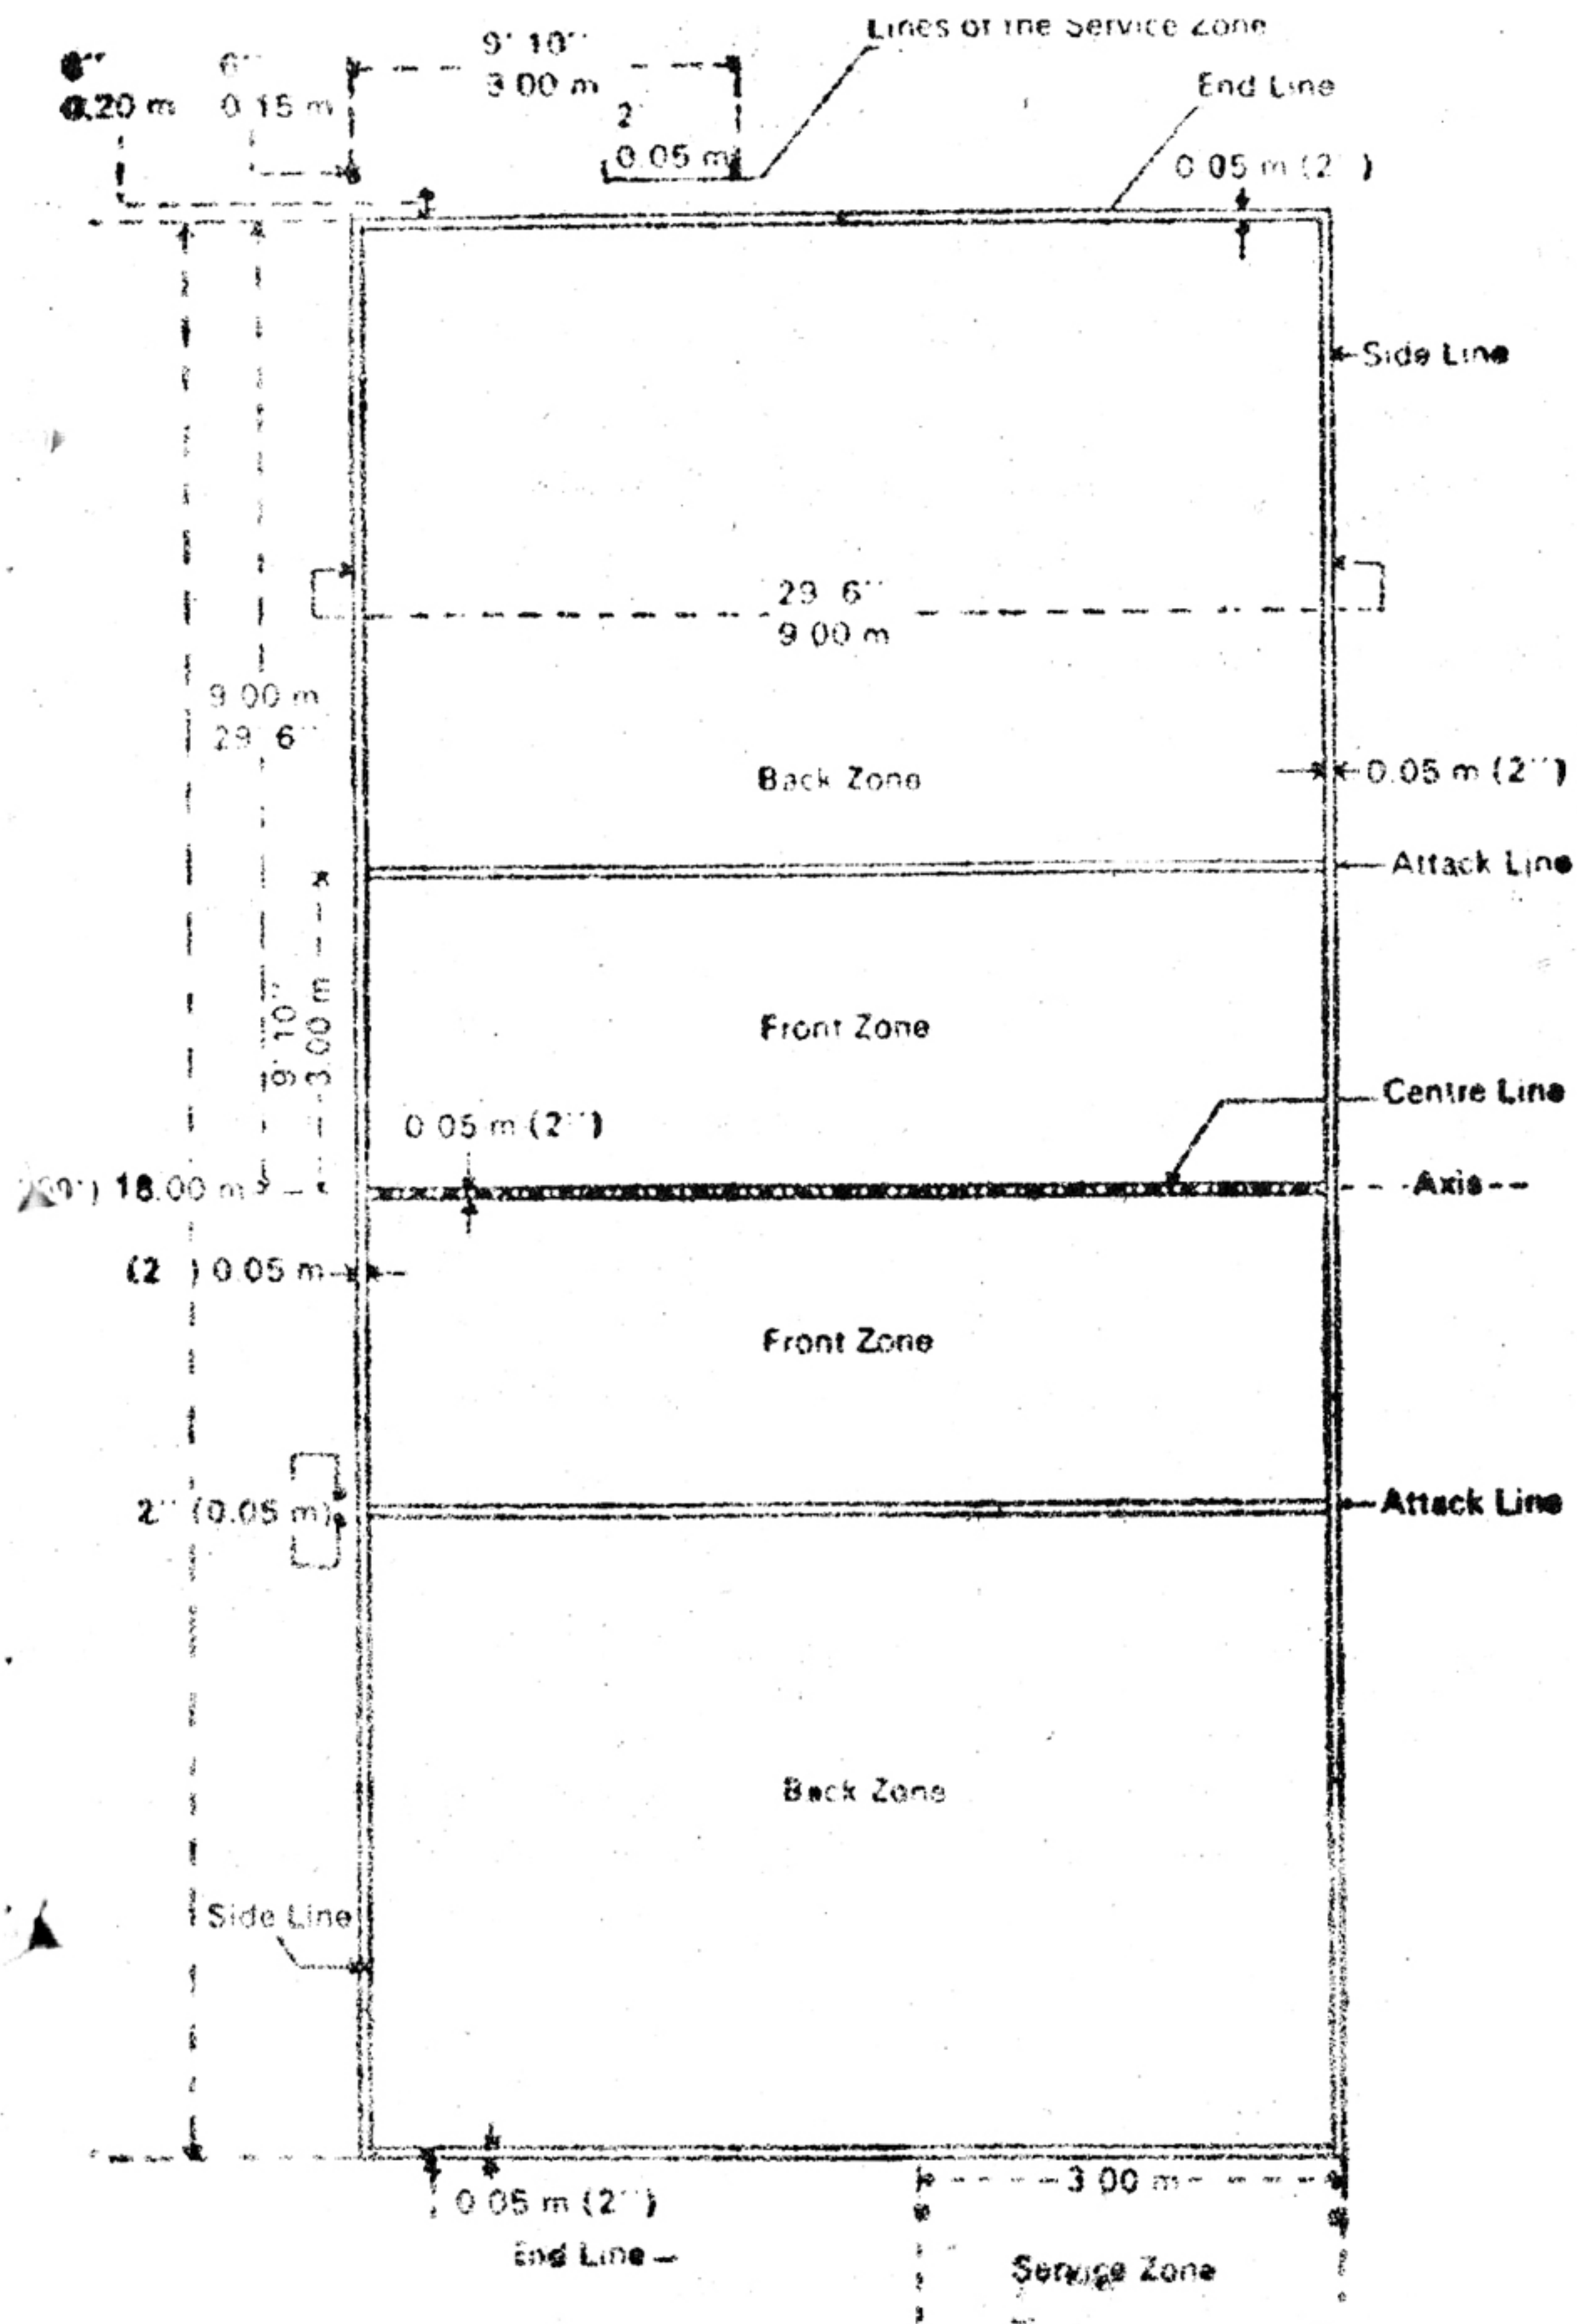 Lines of the Service Zone
9' 10''
3.00 m
6''
0.20 m
0.15 m
End Line
2
0.05 m
0.05 m (2'')
Side Line
29 6''
9.00 m
9.00 m
29' 6''
Back Zone
0.05 m (2'')
Attack Line
9' 10''
3.00 m
Front Zone
Centre Line
0.05 m (2'')
18.00 m
Axis
(2 ) 0.05 m
Front Zone
2'' (0.05 m)
Attack Line
Back Zone
Side Line
3.00 m
0.05 m (2'')
End Line
Service Zone